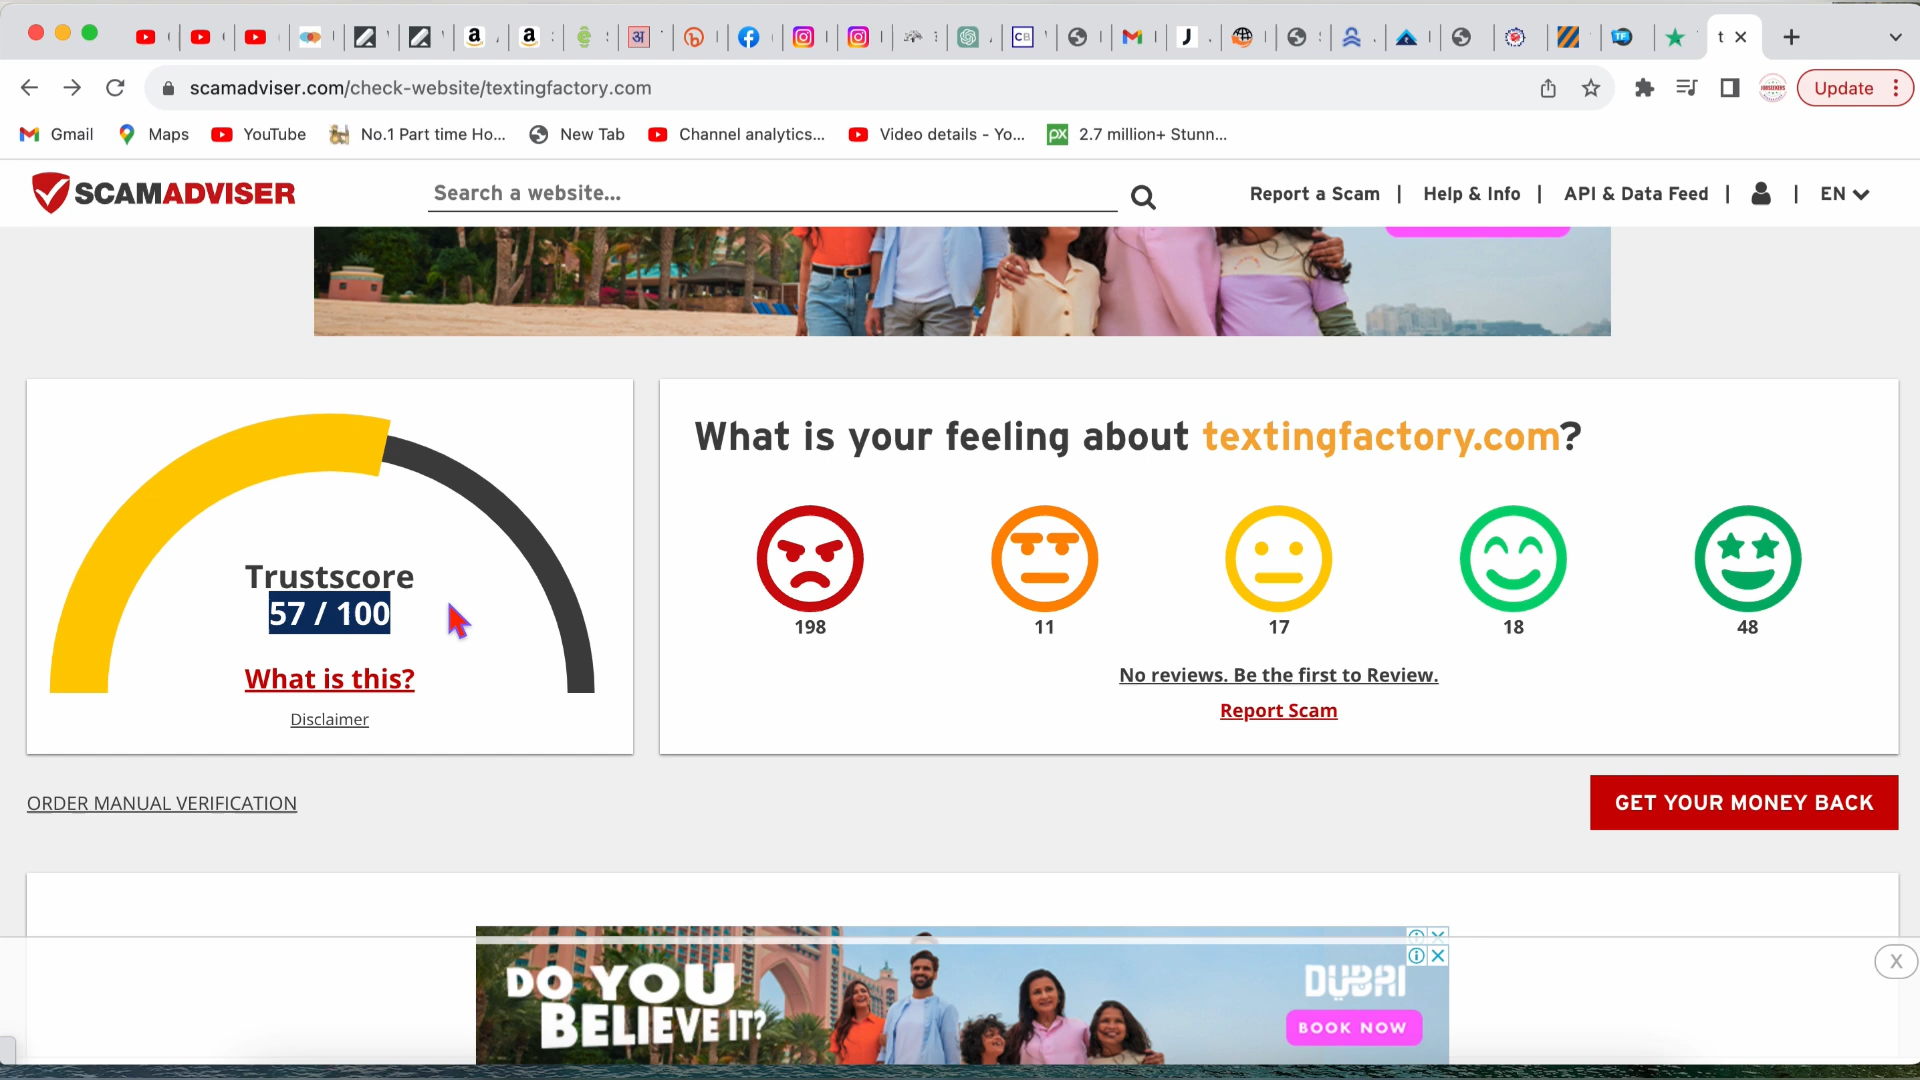 t
scamadviser.com/check-website/textingfactory.com
Update
Gmail
Maps
YouTube
No.1 Part time Ho...
New Tab
Channel analytics...
Video details - Yo...
2.7 million+ Stunn...
SCAMADVISER
Search a website...
Report a Scam | Help & Info | API & Data Feed | | EN
Trustscore
57 / 100
What is this?
Disclaimer
What is your feeling about textingfactory.com?
198
11
17
18
48
No reviews. Be the first to Review.
Report Scam
ORDER MANUAL VERIFICATION
GET YOUR MONEY BACK
DO YOU
BELIEVE IT?
DUBAI
BOOK NOW
X